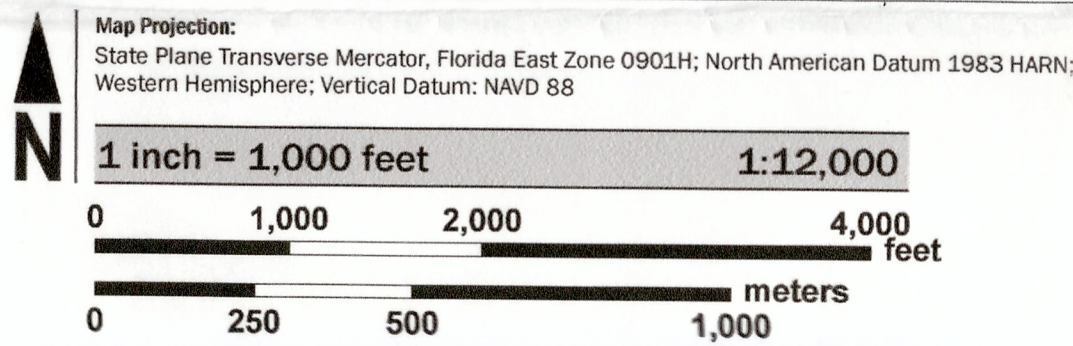 Map Projection:
State Plane Transverse Mercator, Florida East Zone 0901H; North American Datum 1983 HARN;
Western Hemisphere; Vertical Datum: NAVD 88
N
1 inch = 1,000 feet 1:12,000
0 1,000 2,000 4,000
feet
meters
0 250 500 1,000